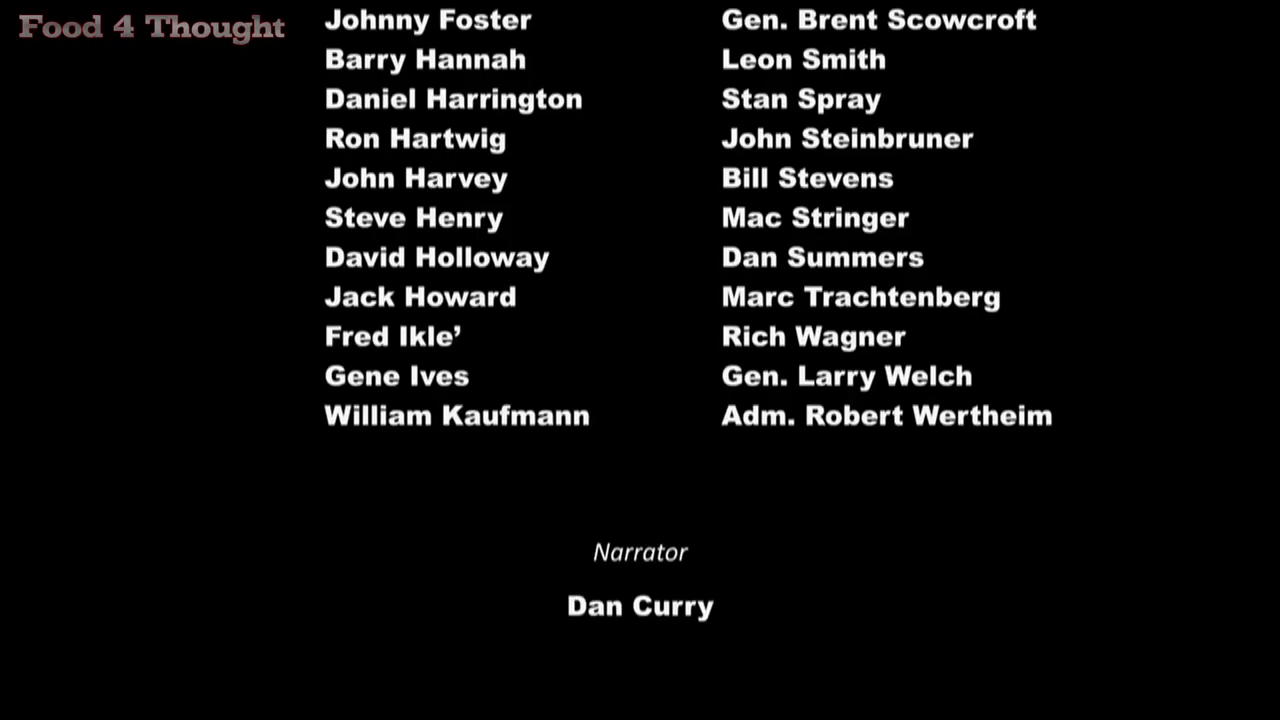 Food 4 Thought
Johnny Foster
Barry Hannah
Daniel Harrington
Ron Hartwig
John Harvey
Steve Henry
David Holloway
Jack Howard
Fred Ikle’
Gene Ives
William Kaufmann
Gen. Brent Scowcroft
Leon Smith
Stan Spray
John Steinbruner
Bill Stevens
Mac Stringer
Dan Summers
Marc Trachtenberg
Rich Wagner
Gen. Larry Welch
Adm. Robert Wertheim
Narrator
Dan Curry